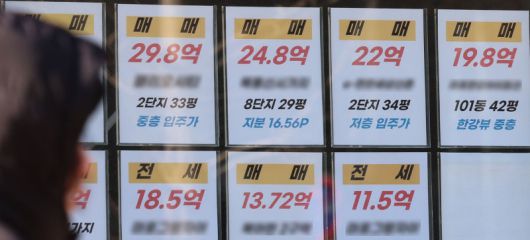 매 매
29.8억
2단지 33평
중층 입주가
매 매
24.8억
8단지 29평
지분 16.56P
매 매
22억
2단지 34평
저층 입주가
매 매
19.8억
101동 42평
한강뷰 중층
억
가지
전 세
18.5억
매 매
13.72억
전 세
11.5억